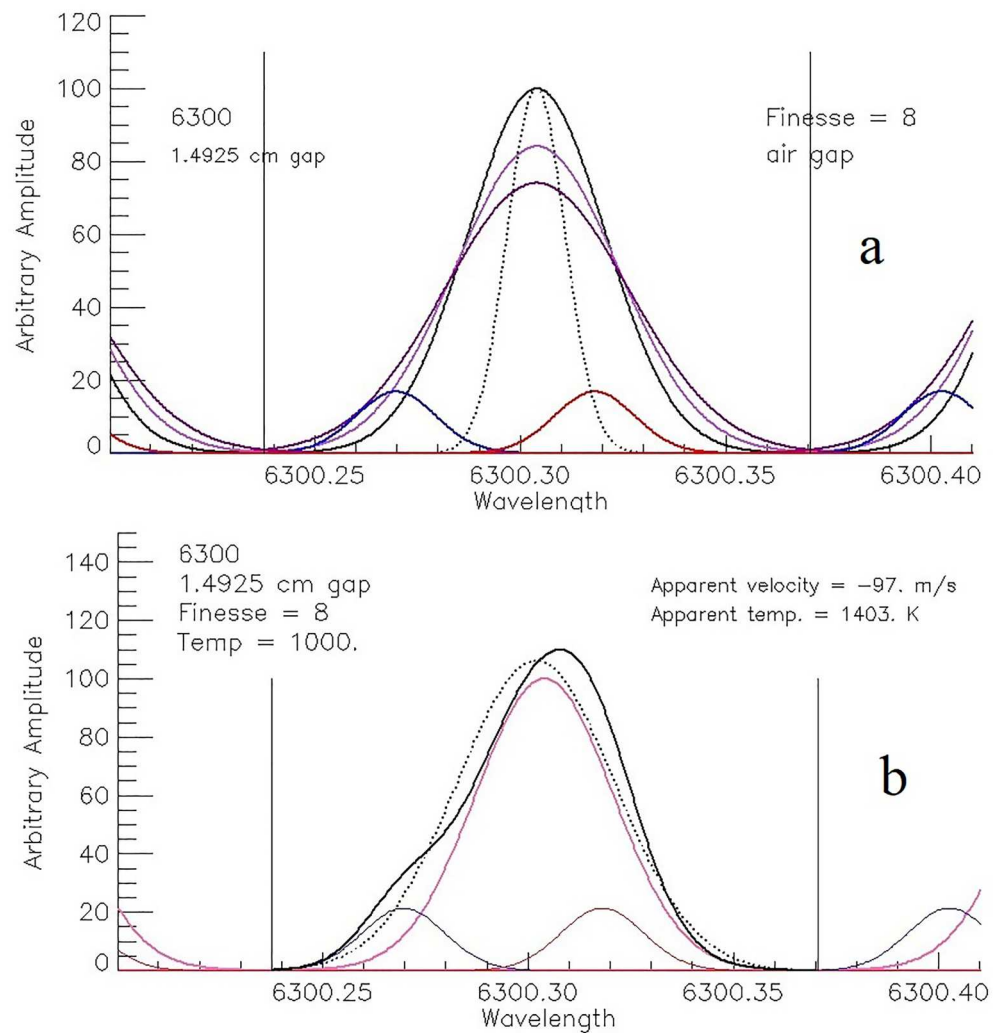 120
100
80
60
40
20
0
Arbitrary Amplitude
6300
1.4925 cm gap
Finesse = 8
air gap
a
6300.25
6300.30
6300.35
6300.40
Wavelength
140
120
100
80
60
40
20
0
Arbitrary Amplitude
6300
1.4925 cm gap
Finesse = 8
Temp = 1000.
Apparent velocity = −97. m/s
Apparent temp. = 1403. K
b
6300.25
6300.30
6300.35
6300.40
Wavelength